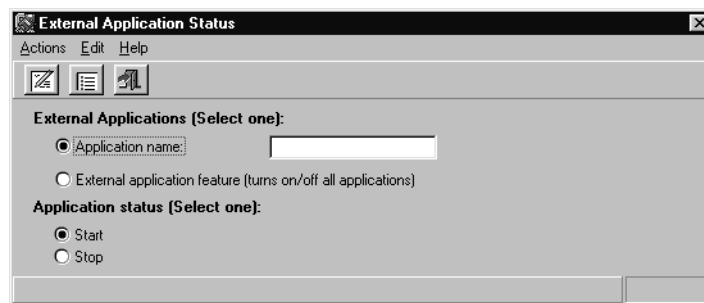 External Application Status
Actions Edit Help
External Applications (Select one):
Application name:
External application feature (turns on/off all applications)
Application status (Select one):
Start
Stop